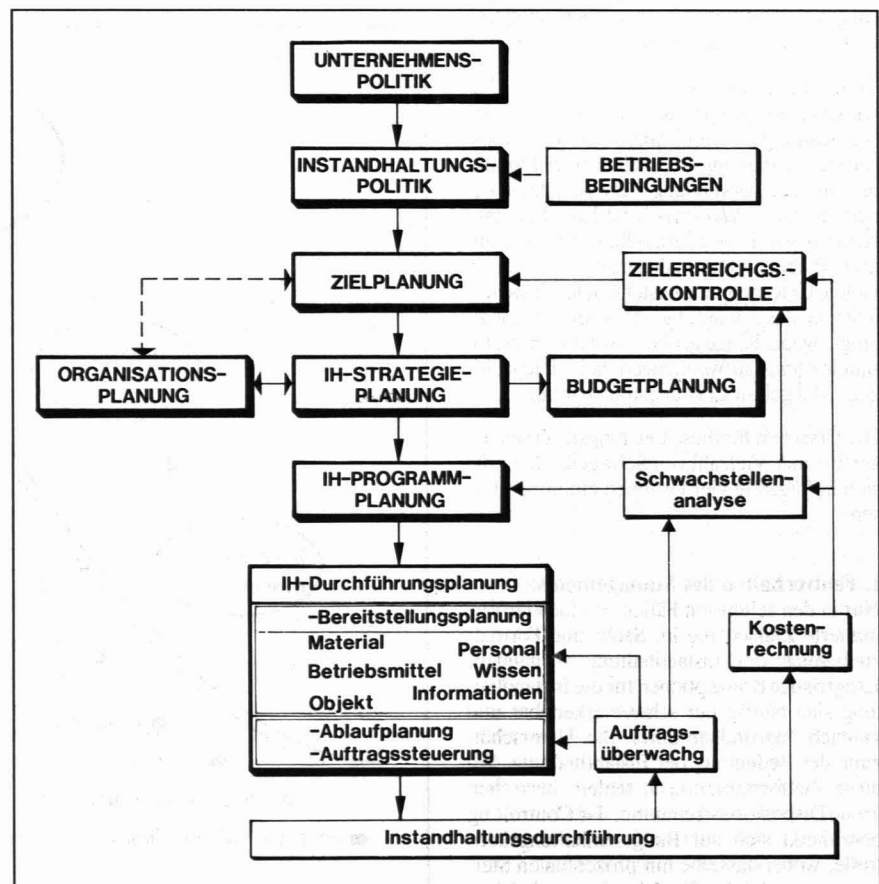 UNTERNEHMENS-
POLITIK
INSTANDHALTUNGS-
POLITIK
BETRIEBS-
BEDINGUNGEN
ZIELPLANUNG
ZIELERREICHGS.-
KONTROLLE
ORGANISATIONS-
PLANUNG
IH-STRATEGIE-
PLANUNG
BUDGETPLANUNG
IH-PROGRAMM-
PLANUNG
Schwachstellen-
analyse
IH-Durchführungsplanung
-Bereitstellungsplanung
Material Personal
Betriebsmittel Wissen
Objekt Informationen
-Ablaufplanung
-Auftragssteuerung
Kosten-
rechnung
Auftrags-
überwachg
Instandhaltungsdurchführung